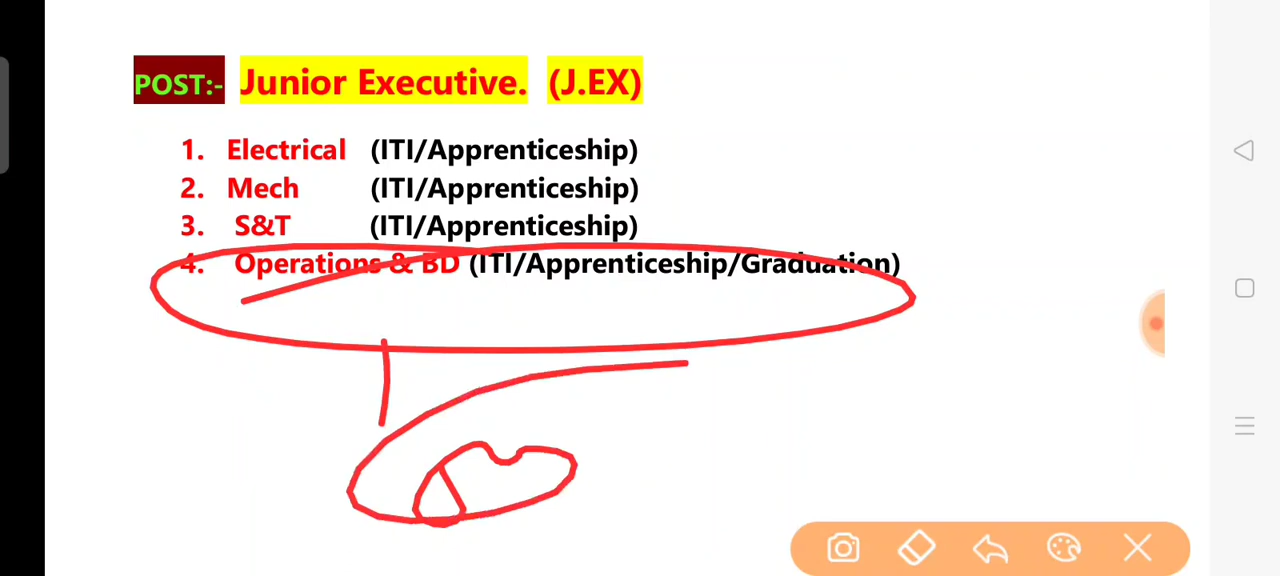 POST:- Junior Executive. (J.EX)
1. Electrical (ITI/Apprenticeship)
2. Mech (ITI/Apprenticeship)
3. S&T (ITI/Apprenticeship)
4. Operations & BD (ITI/Apprenticeship/Graduation)